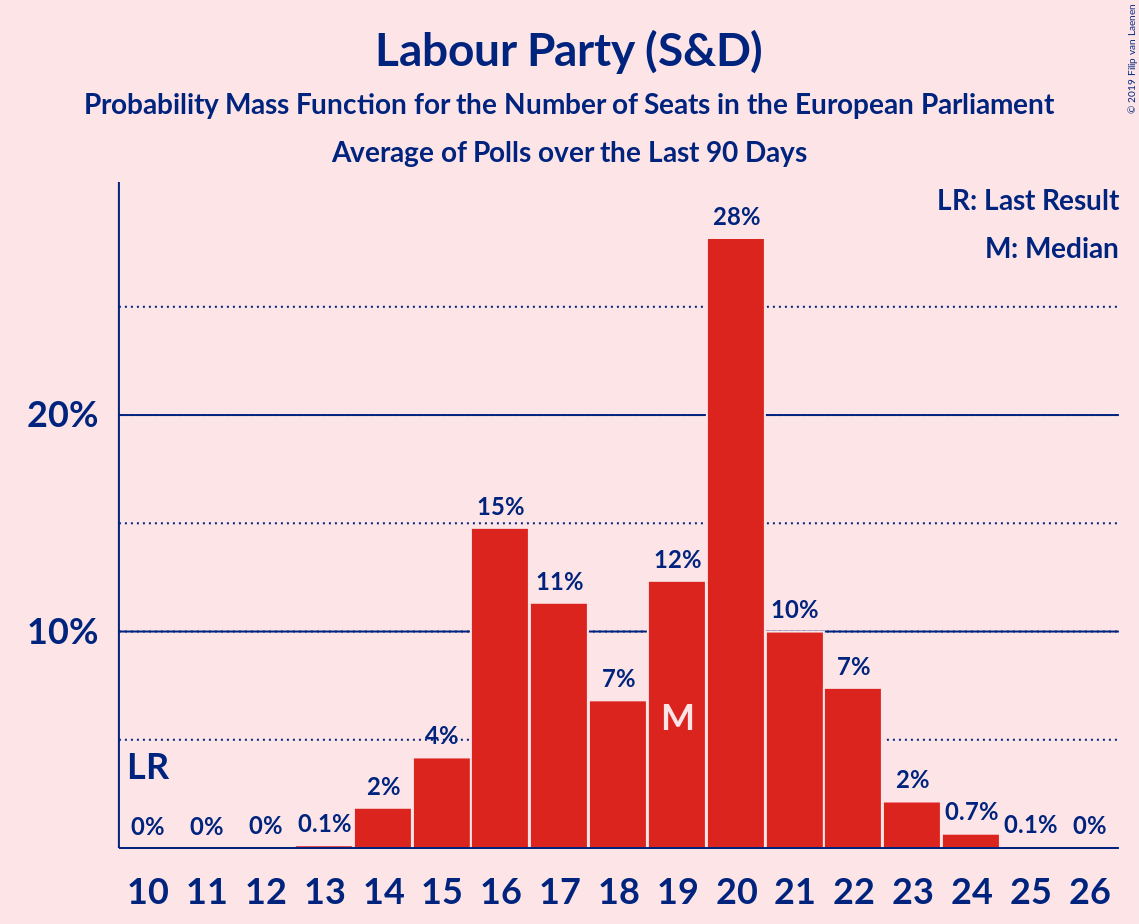 Labour Party (S&D)
Probability Mass Function for the Number of Seats in the European Parliament
Average of Polls over the Last 90 Days
© 2019 Filip van Laenen
LR: Last Result
M: Median
28%
20%
15%
12%
11%
10%
10%
7%
7%
M
4%
LR
2%
2%
0%
0%
0%
0.1%
0.7%
0.1%
0%
10 11 12 13 14 15 16 17 18 19 20 21 22 23 24 25 26